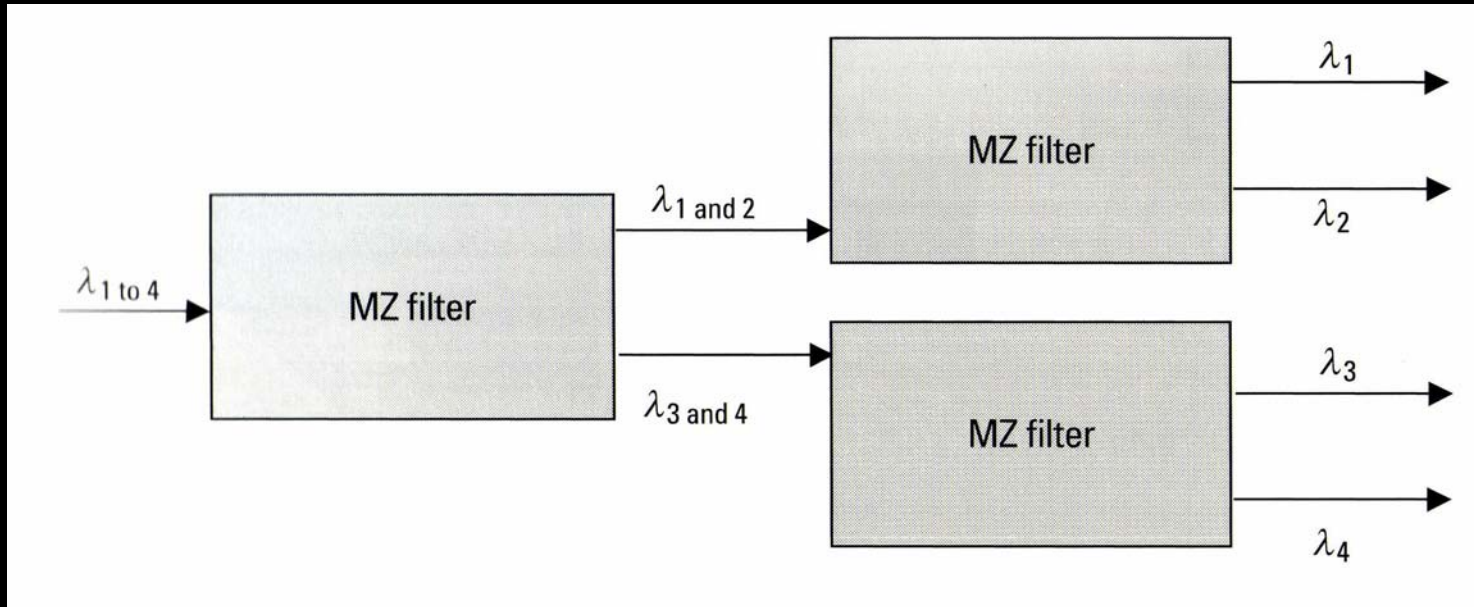 λ1 to 4
MZ filter
λ1 and 2
λ3 and 4
MZ filter
λ1
λ2
MZ filter
λ3
λ4